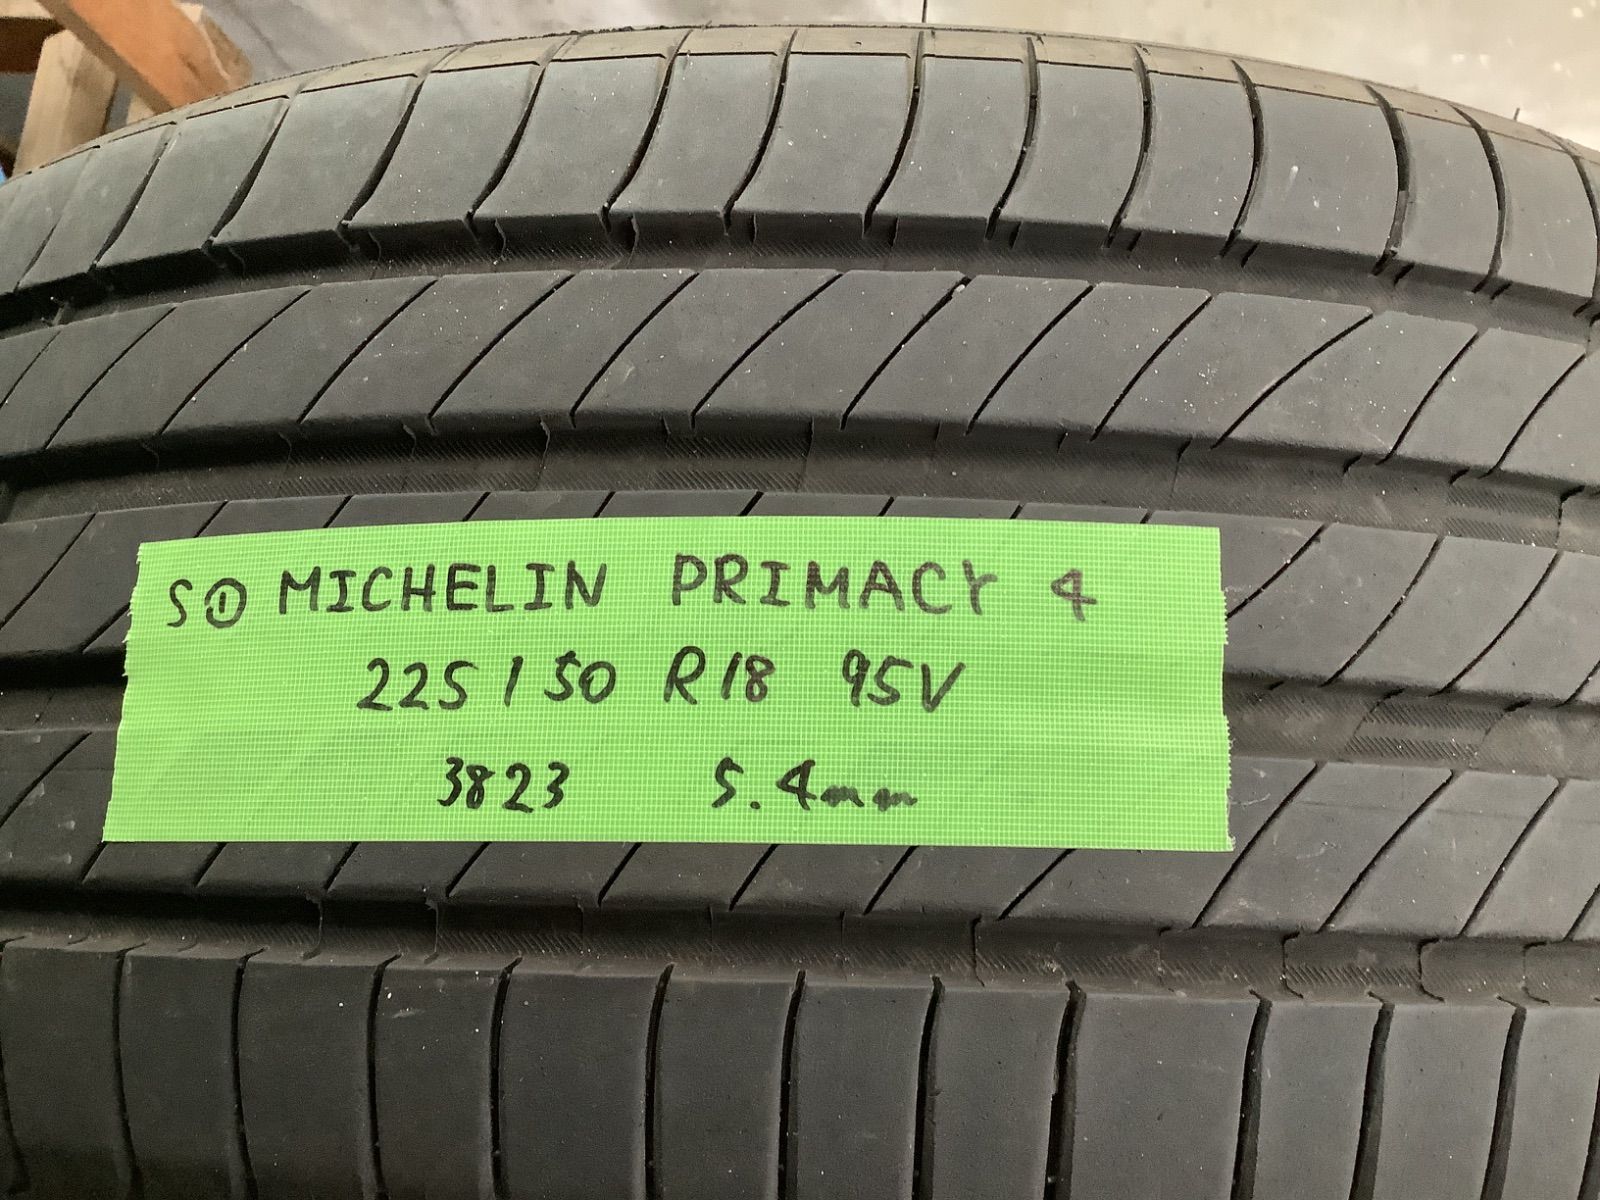 S① MICHELIN PRIMACY 4
225/50 R18 95V
3823 5.4mm